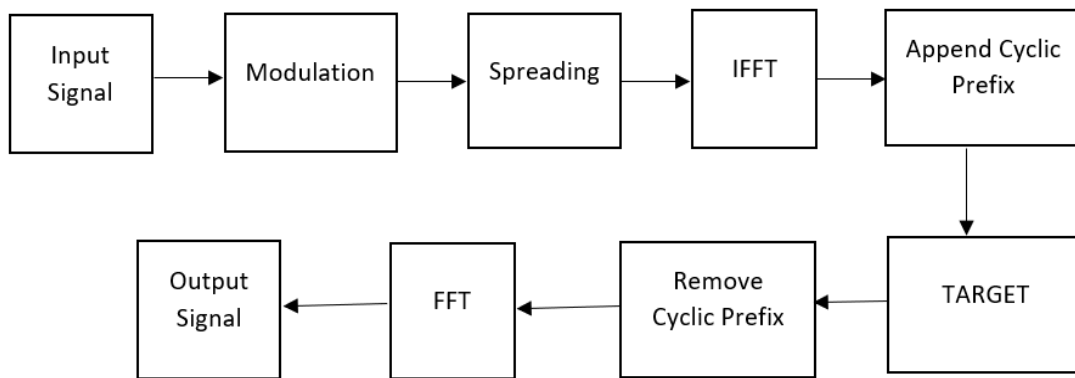 Input
Signal
Modulation
Spreading
IFFT
Append Cyclic
Prefix
TARGET
Remove
Cyclic Prefix
FFT
Output
Signal